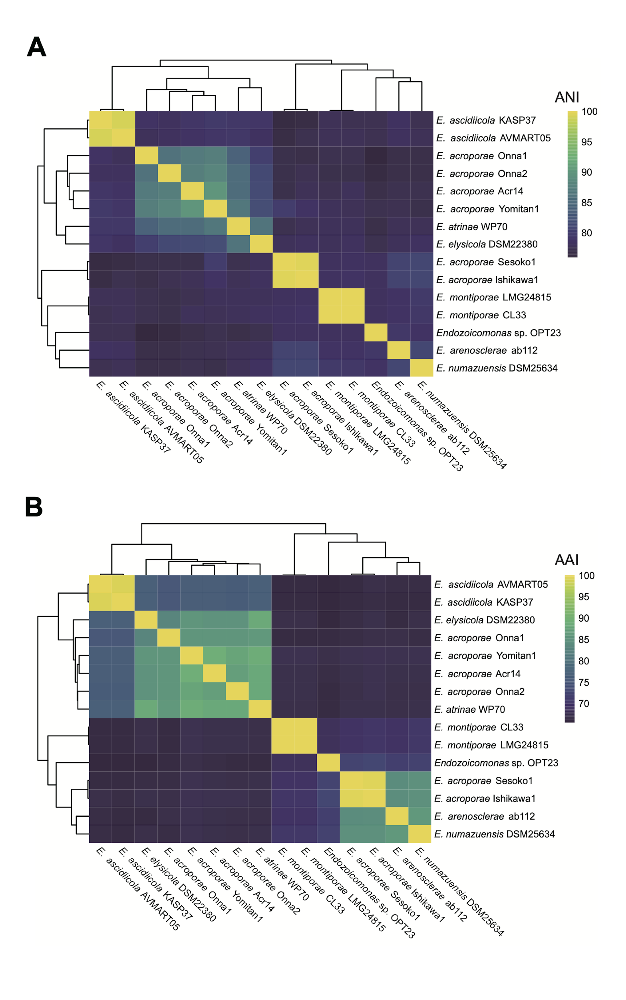 A
ANI
100
95
90
85
80
E. ascidiicola KASP37
E. ascidiicola AVMART05
E. acroporae Onna1
E. acroporae Onna2
E. acroporae Acr14
E. acroporae Yomitan1
E. atrinae WP70
E. elysicola DSM22380
E. acroporae Sesoko1
E. acroporae Ishikawa1
E. montiporae LMG24815
E. montiporae CL33
Endozoicomonas sp. OPT23
E. arenosclerae ab112
E. numazuensis DSM25634
E. ascidiicola KASP37
E. ascidiicola AVMART05
E. acroporae Onna1
E. acroporae Onna2
E. acroporae Acr14
E. acroporae Yomitan1
E. atrinae WP70
E. elysicola DSM22380
E. acroporae Sesoko1
E. acroporae Ishikawa1
E. montiporae LMG24815
E. montiporae CL33
Endozoicomonas sp. OPT23
E. arenosclerae ab112
E. numazuensis DSM25634
B
AAI
100
95
90
85
80
75
70
E. ascidiicola AVMART05
E. ascidiicola KASP37
E. elysicola DSM22380
E. acroporae Onna1
E. acroporae Yomitan1
E. acroporae Acr14
E. acroporae Onna2
E. atrinae WP70
E. montiporae CL33
E. montiporae LMG24815
Endozoicomonas sp. OPT23
E. acroporae Sesoko1
E. acroporae Ishikawa1
E. arenosclerae ab112
E. numazuensis DSM25634
E. ascidiicola AVMART05
E. ascidiicola KASP37
E. elysicola DSM22380
E. acroporae Onna1
E. acroporae Yomitan1
E. acroporae Acr14
E. acroporae Onna2
E. atrinae WP70
E. montiporae CL33
E. montiporae LMG24815
Endozoicomonas sp. OPT23
E. acroporae Sesoko1
E. acroporae Ishikawa1
E. arenosclerae ab112
E. numazuensis DSM25634